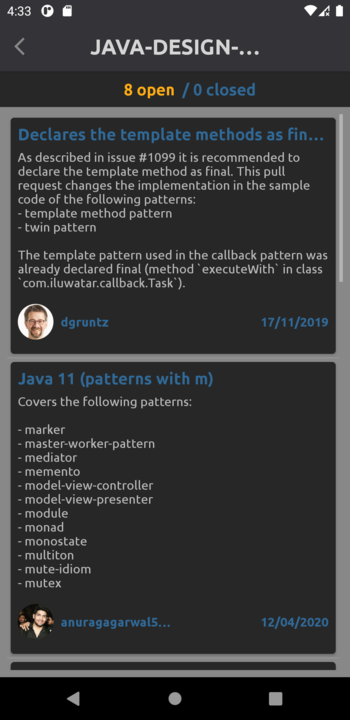 4:33
JAVA-DESIGN-...
8 open / 0 closed
Declares the template methods as fin...
As described in issue #1099 it is recommended to
declare the template method as final. This pull
request changes the implementation in the sample
code of the following patterns:
- template method pattern
- twin pattern
The template pattern used in the callback pattern was
already declared final (method `executeWith` in class
`com.iluwatar.callback.Task`).
dgruntz 17/11/2019
Java 11 (patterns with m)
Covers the following patterns:
- marker
- master-worker-pattern
- mediator
- memento
- model-view-controller
- model-view-presenter
- module
- monad
- monostate
- multiton
- mute-idiom
- mutex
anuragagarwal5... 12/04/2020